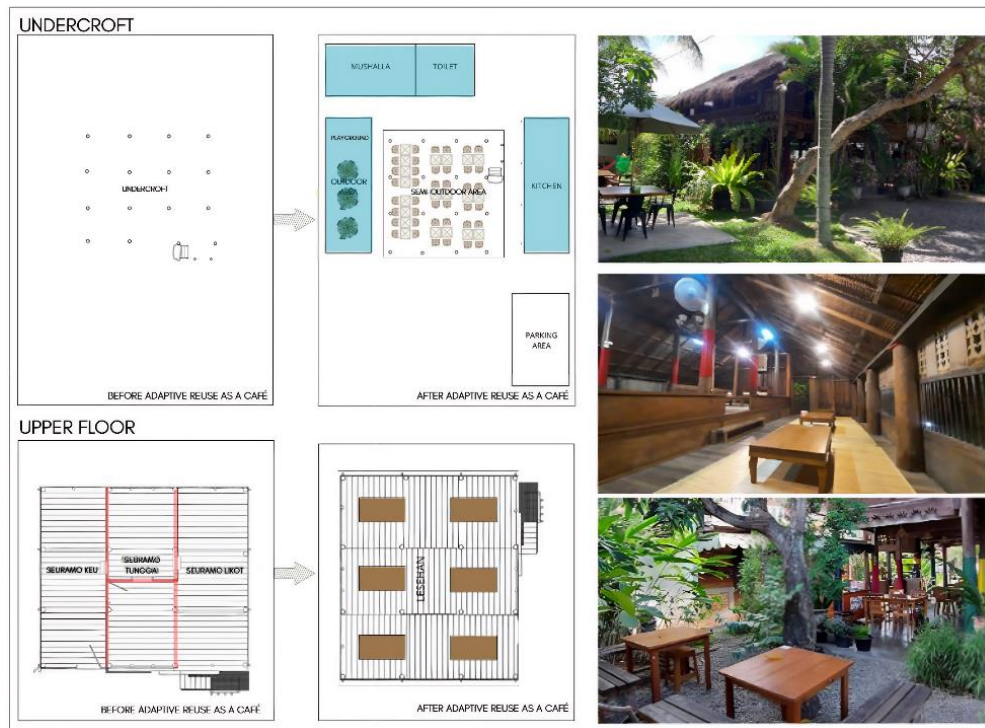 UNDERCROFT
UNDERCROFT
BEFORE ADAPTIVE REUSE AS A CAFÉ
MUSHALLA
TOILET
PLAYGROUND
OUTDOOR
SEMI OUTDOOR AREA
KITCHEN
PARKING
AREA
AFTER ADAPTIVE REUSE AS A CAFÉ
UPPER FLOOR
SEURAMO KEU
SEURAMO
TUNGGAI
SEURAMO LIKOT
BEFORE ADAPTIVE REUSE AS A CAFÉ
LESEHAN
AFTER ADAPTIVE REUSE AS A CAFÉ